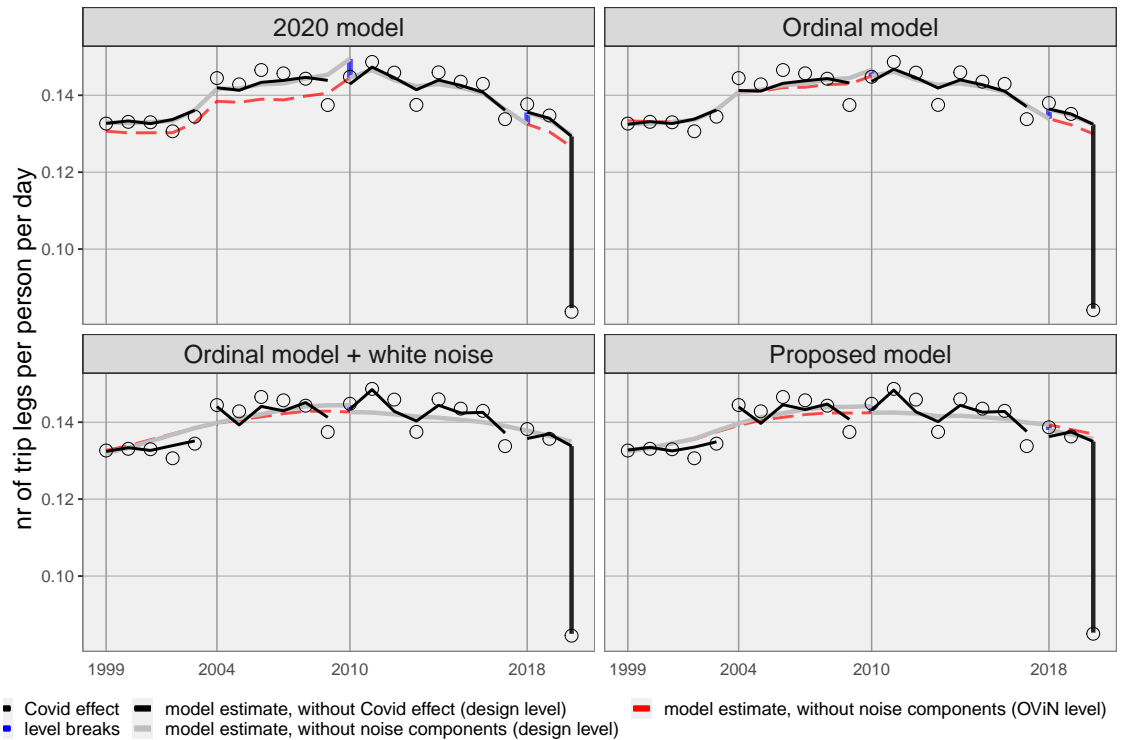 2020 model
Ordinal model
0.14
0.12
0.10
Ordinal model + white noise
Proposed model
0.14
0.12
0.10
nr of trip legs per person per day
1999 2004 2010 2018
1999 2004 2010 2018
Covid effect model estimate, without Covid effect (design level) model estimate, without noise components (OViN level)
level breaks model estimate, without noise components (design level)